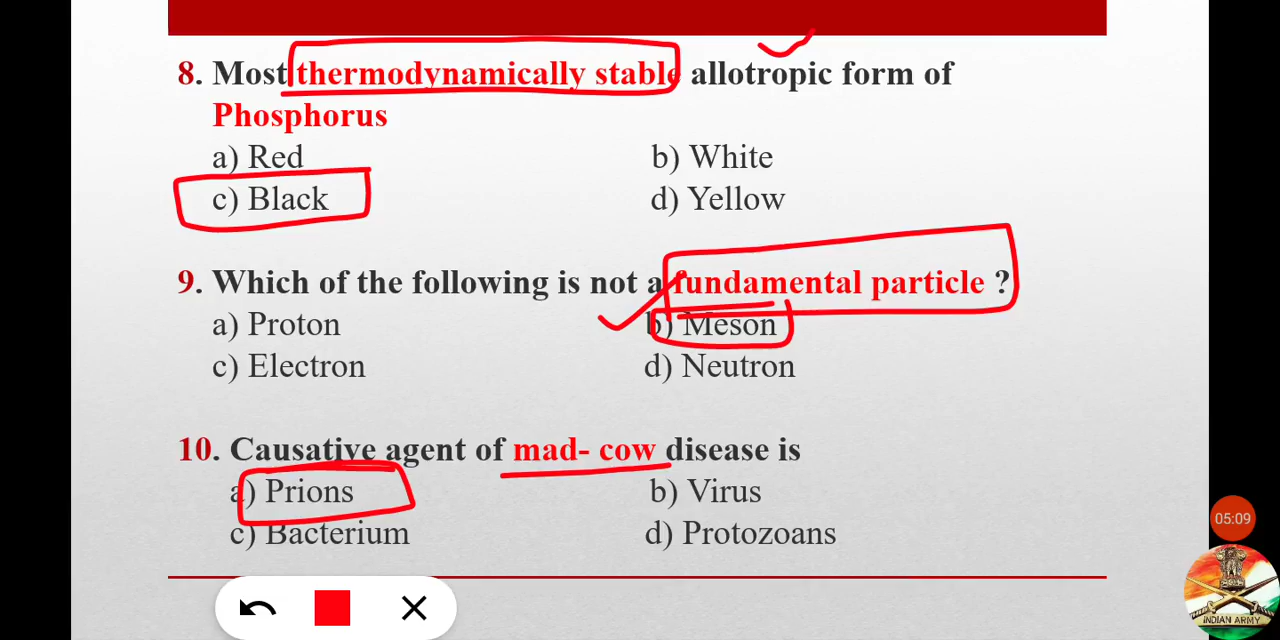 8. Most thermodynamically stable allotropic form of
Phosphorus
a) Red b) White
c) Black d) Yellow
9. Which of the following is not a fundamental particle ?
a) Proton b) Meson
c) Electron d) Neutron
10. Causative agent of mad- cow disease is
a) Prions b) Virus
c) Bacterium d) Protozoans
05:09
INDIAN ARMY